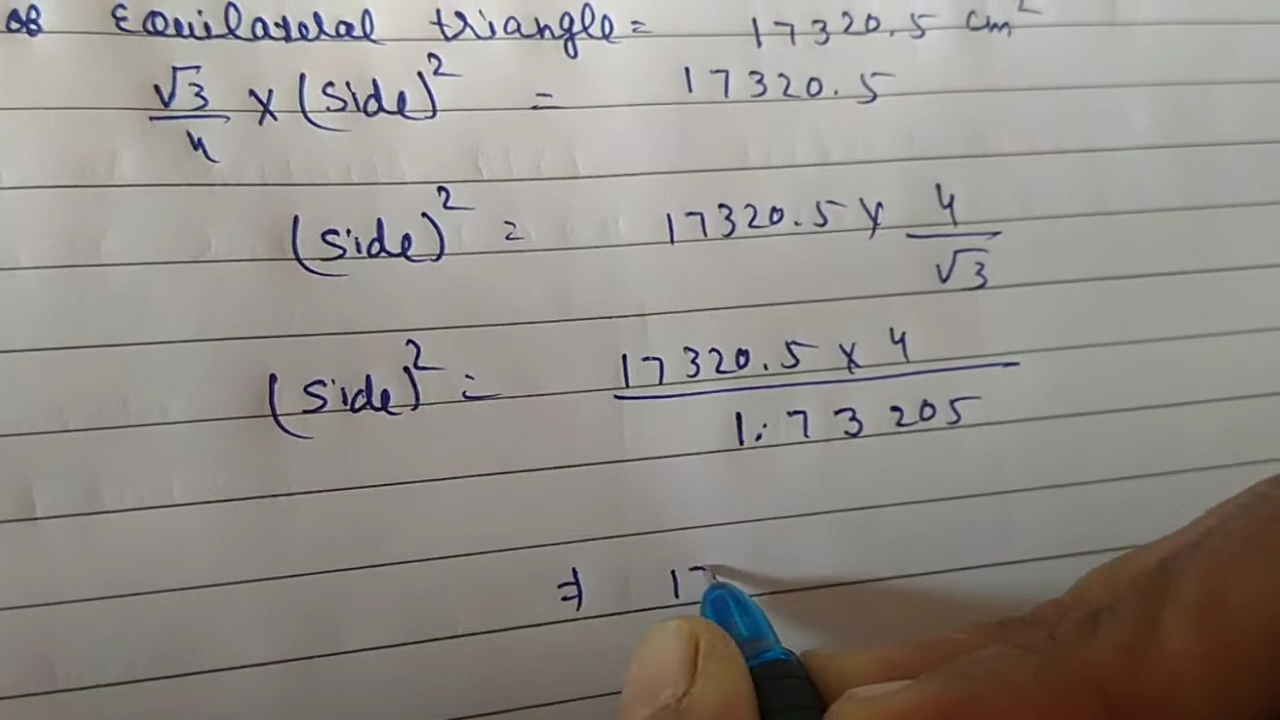 OB Equilateral triangle = 17320.5 cm²
√3/4 × (Side)² = 17320.5
(Side)² = 17320.5 × 4/√3
(Side)² = 17320.5 × 4 / 1.73205
⇒ 17